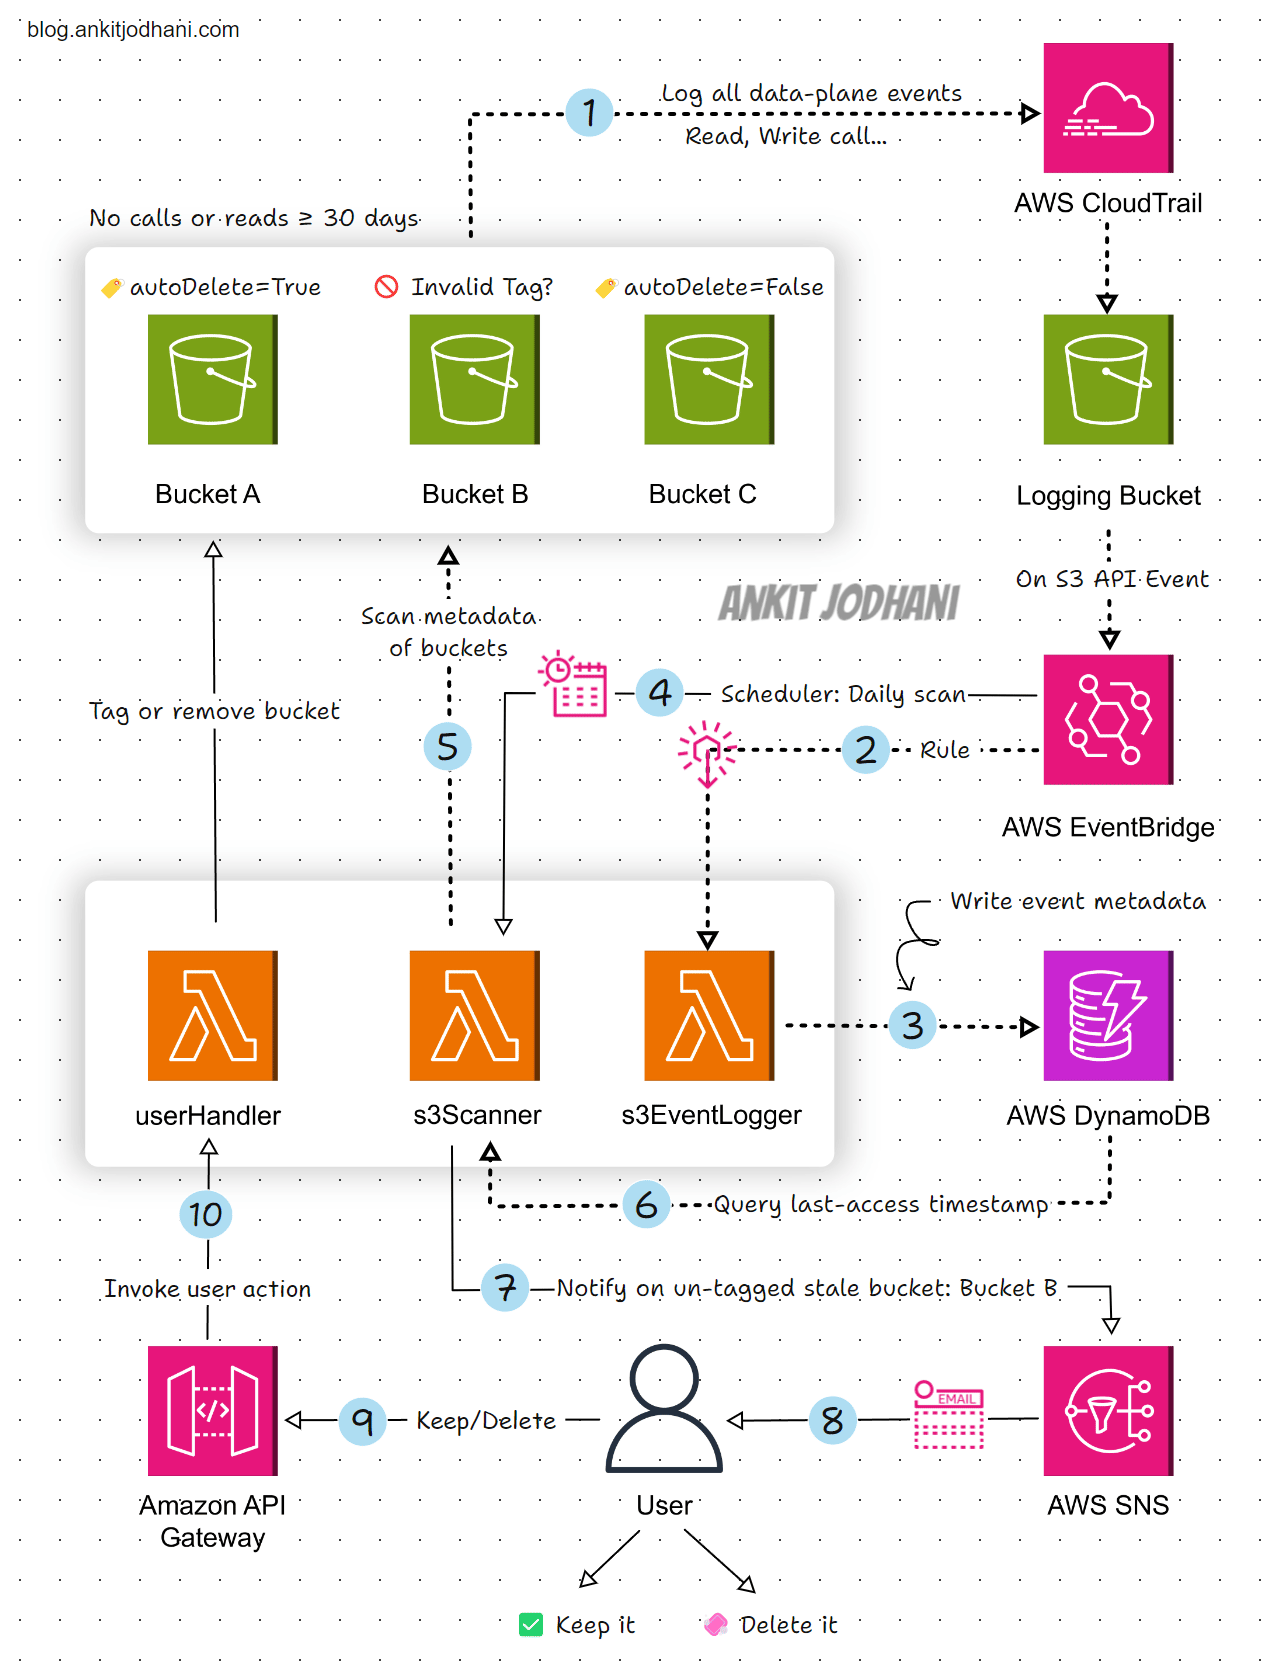 blog.ankitjodhani.com
1
Log all data-plane events
Read, Write call...
AWS CloudTrail
No calls or reads ≥ 30 days
autoDelete=True
Invalid Tag?
autoDelete=False
Bucket A
Bucket B
Bucket C
Logging Bucket
On S3 API Event
ANKIT JODHANI
Scan metadata
of buckets
4
Scheduler: Daily scan
Tag or remove bucket
5
2
Rule
AWS EventBridge
Write event metadata
3
userHandler
s3Scanner
s3EventLogger
AWS DynamoDB
10
6
Query last-access timestamp
Invoke user action
7
Notify on un-tagged stale bucket: Bucket B
</>
EMAIL
9
Keep/Delete
8
Amazon API
Gateway
User
AWS SNS
Keep it
Delete it